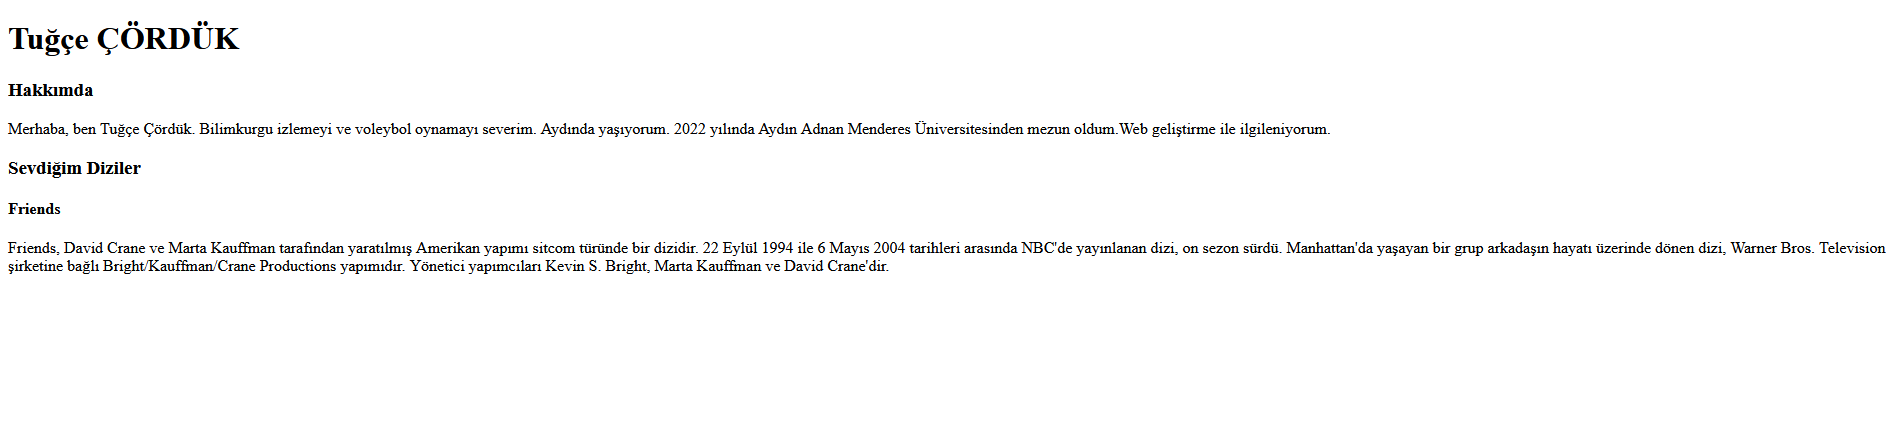 Tuğçe ÇÖRDÜK
Hakkımda
Merhaba, ben Tuğçe Çördük. Bilimkurgu izlemeyi ve voleybol oynamayı severim. Aydında yaşıyorum. 2022 yılında Aydın Adnan Menderes Üniversitesinden mezun oldum.Web geliştirme ile ilgileniyorum.
Sevdiğim Diziler
Friends
Friends, David Crane ve Marta Kauffman tarafından yaratılmış Amerikan yapımı sitcom türünde bir dizidir. 22 Eylül 1994 ile 6 Mayıs 2004 tarihleri arasında NBC'de yayınlanan dizi, on sezon sürdü. Manhattan'da yaşayan bir grup arkadaşın hayatı üzerinde dönen dizi, Warner Bros. Television
şirketine bağlı Bright/Kauffman/Crane Productions yapımıdır. Yönetici yapımcıları Kevin S. Bright, Marta Kauffman ve David Crane'dir.